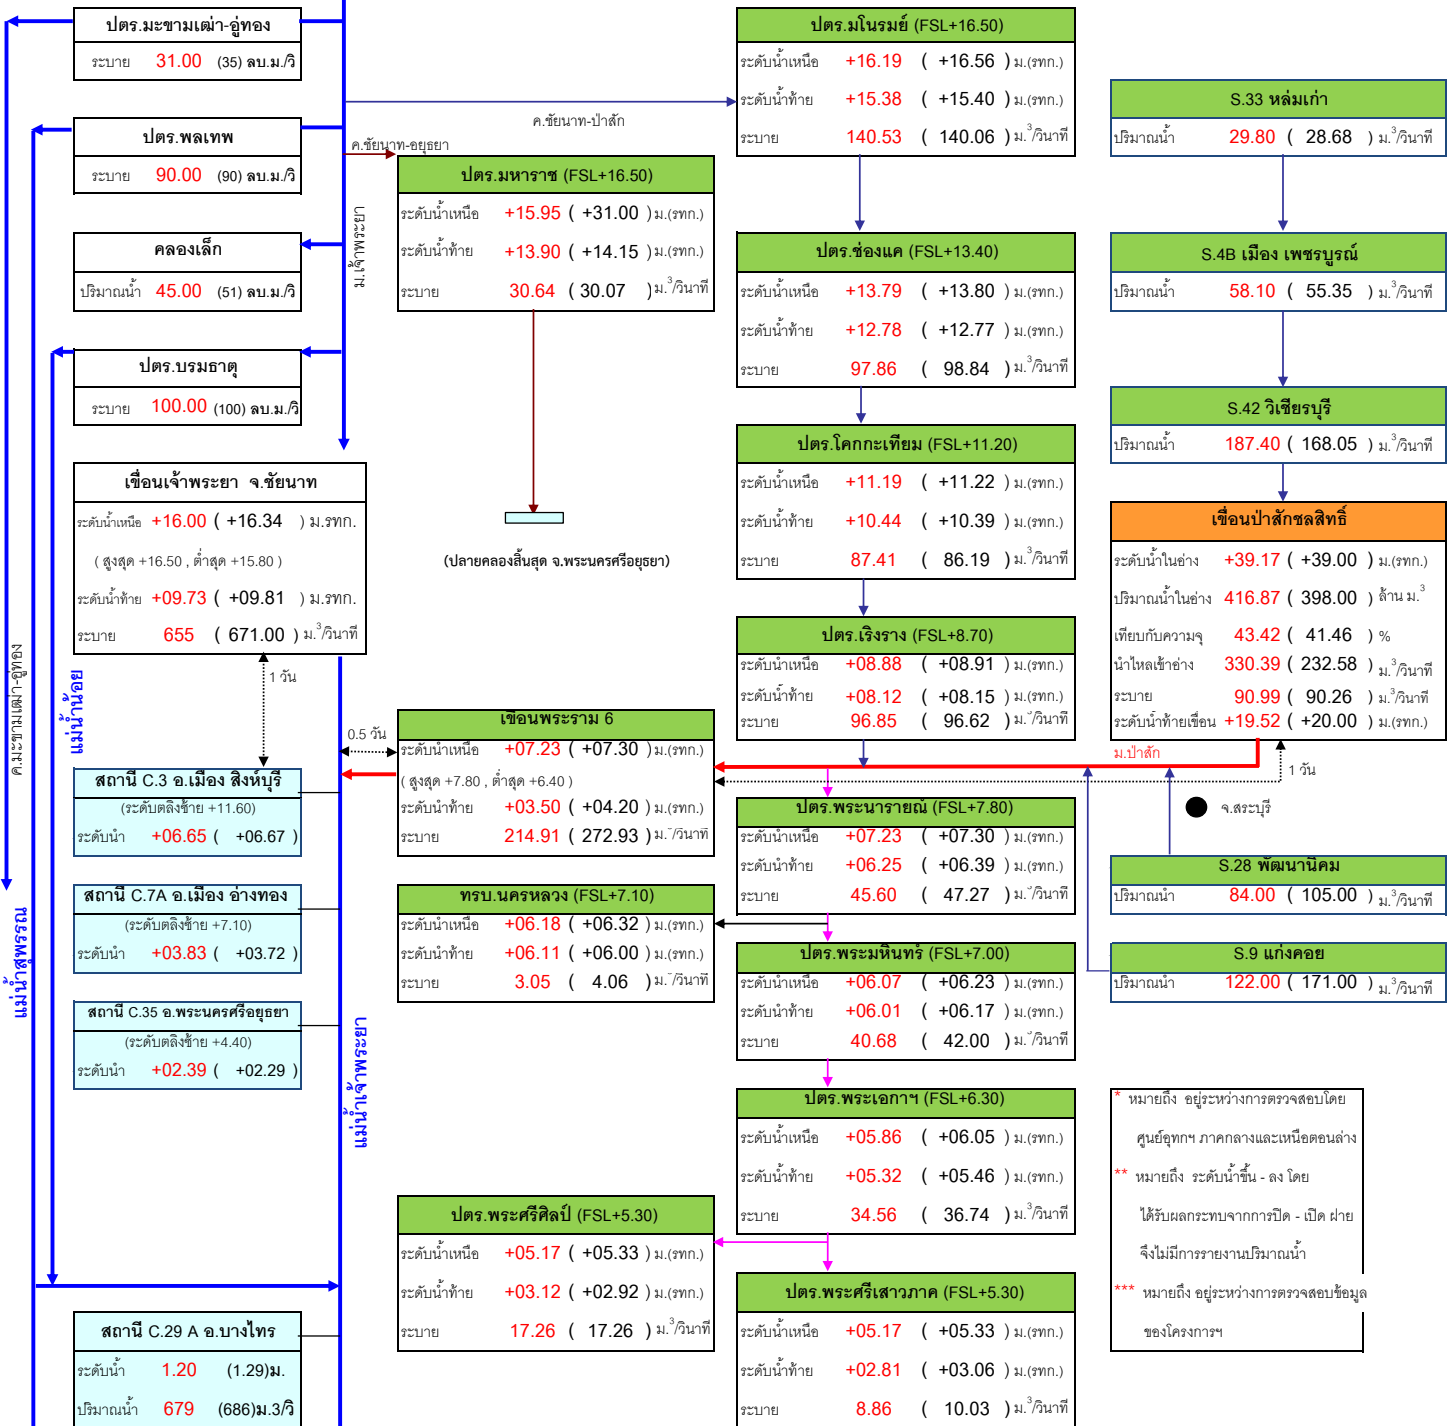 ปตร.มะขามเฒ่า-อู่ทอง
ระบาย 31.00 (35) ลบ.ม./วิ
ปตร.พลเทพ
ระบาย 90.00 (90) ลบ.ม./วิ
คลองเล็ก
ปริมาณน้ำ 45.00 (51) ลบ.ม./วิ
ปตร.บรมธาตุ
ระบาย 100.00 (100) ลบ.ม./วิ
เขื่อนเจ้าพระยา จ.ชัยนาท
ระดับน้ำเหนือ +16.00 ( +16.34 ) ม.รทก.
( สูงสุด +16.50 , ต่ำสุด +15.80 )
ระดับน้ำท้าย +09.73 ( +09.81 ) ม.รทก.
ระบาย 655 ( 671.00 ) ม.3/วินาที
1 วัน
สถานี C.3 อ.เมือง สิงห์บุรี
(ระดับตลิ่งซ้าย +11.60)
ระดับน้ำ +06.65 ( +06.67 )
สถานี C.7A อ.เมือง อ่างทอง
(ระดับตลิ่งซ้าย +7.10)
ระดับน้ำ +03.83 ( +03.72 )
สถานี C.35 อ.พระนครศรีอยุธยา
(ระดับตลิ่งซ้าย +4.40)
ระดับน้ำ +02.39 ( +02.29 )
สถานี C.29 A อ.บางไทร
ระดับน้ำ 1.20 (1.29)ม.
ปริมาณน้ำ 679 (686)ม.3/วิ
ค.มะขามเฒ่า-อู่ทอง
แม่น้ำสุพรรณ
แม่น้ำน้อย
ม.เจ้าพระยา
แม่น้ำเจ้าพระยา
ค.ชัยนาท-ป่าสัก
ค.ชัยนาท-อยุธยา
ปตร.มหาราช (FSL+16.50)
ระดับน้ำเหนือ +15.95 ( +31.00 ) ม.(รทก.)
ระดับน้ำท้าย +13.90 ( +14.15 ) ม.(รทก.)
ระบาย 30.64 ( 30.07 ) ม.3/วินาที
(ปลายคลองสิ้นสุด จ.พระนครศรีอยุธยา)
0.5 วัน
เขื่อนพระราม 6
ระดับน้ำเหนือ +07.23 ( +07.30 ) ม.(รทก.)
( สูงสุด +7.80 , ต่ำสุด +6.40 )
ระดับน้ำท้าย +03.50 ( +04.20 ) ม.(รทก.)
ระบาย 214.91 ( 272.93 ) ม.3/วินาที
ทรบ.นครหลวง (FSL+7.10)
ระดับน้ำเหนือ +06.18 ( +06.32 ) ม.(รทก.)
ระดับน้ำท้าย +06.11 ( +06.00 ) ม.(รทก.)
ระบาย 3.05 ( 4.06 ) ม.3/วินาที
ปตร.พระศรีศิลป์ (FSL+5.30)
ระดับน้ำเหนือ +05.17 ( +05.33 ) ม.(รทก.)
ระดับน้ำท้าย +03.12 ( +02.92 ) ม.(รทก.)
ระบาย 17.26 ( 17.26 ) ม.3/วินาที
ปตร.มโนรมย์ (FSL+16.50)
ระดับน้ำเหนือ +16.19 ( +16.56 ) ม.(รทก.)
ระดับน้ำท้าย +15.38 ( +15.40 ) ม.(รทก.)
ระบาย 140.53 ( 140.06 ) ม.3/วินาที
ปตร.ช่องแค (FSL+13.40)
ระดับน้ำเหนือ +13.79 ( +13.80 ) ม.(รทก.)
ระดับน้ำท้าย +12.78 ( +12.77 ) ม.(รทก.)
ระบาย 97.86 ( 98.84 ) ม.3/วินาที
ปตร.โคกกะเทียม (FSL+11.20)
ระดับน้ำเหนือ +11.19 ( +11.22 ) ม.(รทก.)
ระดับน้ำท้าย +10.44 ( +10.39 ) ม.(รทก.)
ระบาย 87.41 ( 86.19 ) ม.3/วินาที
ปตร.เริงราง (FSL+8.70)
ระดับน้ำเหนือ +08.88 ( +08.91 ) ม.(รทก.)
ระดับน้ำท้าย +08.12 ( +08.15 ) ม.(รทก.)
ระบาย 96.85 ( 96.62 ) ม.3/วินาที
ปตร.พระนารายณ์ (FSL+7.80)
ระดับน้ำเหนือ +07.23 ( +07.30 ) ม.(รทก.)
ระดับน้ำท้าย +06.25 ( +06.39 ) ม.(รทก.)
ระบาย 45.60 ( 47.27 ) ม.3/วินาที
ปตร.พระมหินทร์ (FSL+7.00)
ระดับน้ำเหนือ +06.07 ( +06.23 ) ม.(รทก.)
ระดับน้ำท้าย +06.01 ( +06.17 ) ม.(รทก.)
ระบาย 40.68 ( 42.00 ) ม.3/วินาที
ปตร.พระเอกาฯ (FSL+6.30)
ระดับน้ำเหนือ +05.86 ( +06.05 ) ม.(รทก.)
ระดับน้ำท้าย +05.32 ( +05.46 ) ม.(รทก.)
ระบาย 34.56 ( 36.74 ) ม.3/วินาที
ปตร.พระศรีเสาวภาค (FSL+5.30)
ระดับน้ำเหนือ +05.17 ( +05.33 ) ม.(รทก.)
ระดับน้ำท้าย +02.81 ( +03.06 ) ม.(รทก.)
ระบาย 8.86 ( 10.03 ) ม.3/วินาที
S.33 หล่มเก่า
ปริมาณน้ำ 29.80 ( 28.68 ) ม.3/วินาที
S.4B เมือง เพชรบูรณ์
ปริมาณน้ำ 58.10 ( 55.35 ) ม.3/วินาที
S.42 วิเชียรบุรี
ปริมาณน้ำ 187.40 ( 168.05 ) ม.3/วินาที
เขื่อนป่าสักชลสิทธิ์
ระดับน้ำในอ่าง +39.17 ( +39.00 ) ม.(รทก.)
ปริมาณน้ำในอ่าง 416.87 ( 398.00 ) ล้าน ม.3
เทียบกับความจุ 43.42 ( 41.46 ) %
น้ำไหลเข้าอ่าง 330.39 ( 232.58 ) ม.3/วินาที
ระบาย 90.99 ( 90.26 ) ม.3/วินาที
ระดับน้ำท้ายเขื่อน +19.52 ( +20.00 ) ม.(รทก.)
ม.ป่าสัก
1 วัน
จ.สระบุรี
S.28 พัฒนานิคม
ปริมาณน้ำ 84.00 ( 105.00 ) ม.3/วินาที
S.9 แก่งคอย
ปริมาณน้ำ 122.00 ( 171.00 ) ม.3/วินาที
* หมายถึง อยู่ระหว่างการตรวจสอบโดย
ศูนย์อุทกฯ ภาคกลางและเหนือตอนล่าง
** หมายถึง ระดับน้ำขึ้น - ลง โดย
ได้รับผลกระทบจากการปิด - เปิด ฝาย
จึงไม่มีการรายงานปริมาณน้ำ
*** หมายถึง อยู่ระหว่างการตรวจสอบข้อมูล
ของโครงการฯ